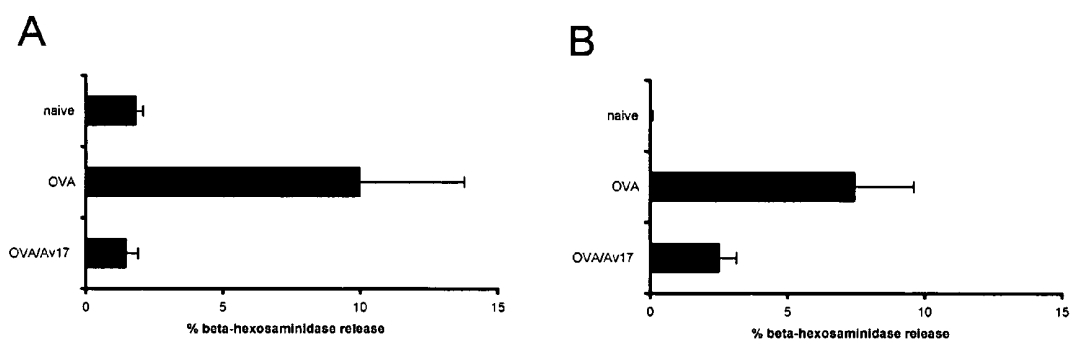 A
naive
OVA
OVA/Av17
0 5 10 15
% beta-hexosaminidase release
B
naive
OVA
OVA/Av17
0 5 10 15
% beta-hexosaminidase release